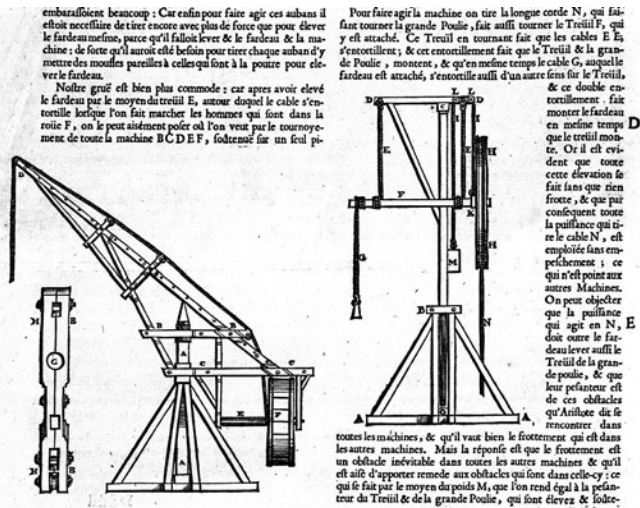 embarassoient beaucoup : Car enfin pour faire agir ces aubans il
estoit necessaire de tirer encore avec plus de force que pour élever
le fardeau mesme, parce qu'il falloit lever & le fardeau & la ma-
chine ; de sorte qu'il auroit esté besoin pour tirer chaque auban d'y
mettre des moufles pareilles à celles qui sont à la poutre pour ele-
ver le fardeau.
Nostre gruë est bien plus commode : car apres avoir elevé
le fardeau par le moyen du treüil E, autour duquel le cable s'en-
tortille lorsque l'on fait marcher les hommes qui sont dans la
roüe F, on le peut aisément poser où l'on veut par le tournoye-
ment de toute la machine BCDEF, soûtenuë sur un seul pi-
D
B
B
A
C
C
E
F
A
M
E
G
H
B
Pour faire agir la machine on tire la longue corde N, qui fai-
sant tourner la grande Poulie, fait aussi tourner le Treüil F, qui
y est attaché. Ce Treuil en tournant fait que les cables E E,
s'entortillent ; & cet entortillement fait que le Treüil & la gran-
de Poulie, montent, & qu'en mesme temps le cable G, auquel le
fardeau est attaché, s'entortille aussi d'un autre sens sur le Treüil,
& ce double en-
tortillement fait
monter le fardeau
en mesme temps
que le treüil mon-
te. Or il est evi-
dent que toute
cette élevation se
fait sans que rien
frotte, & que par
consequent toute
la puissance qui ti-
re le cable N, est
emploïée sans em-
peschement ; ce
qui n'est point aux
autres Machines.
On peut objecter
que la puissance
qui agit en N,
doit outre le far-
deau lever aussi le
Treüil de la gran-
de poulie, & que
leur pesanteur est
de ces obstacles
qu'Aristote dit se
rencontrer dans
toutes les machines, & qu'il vaut bien le frottement qui est dans
les autres machines. Mais la réponse est que le frottement est
un obstacle inévitable dans toutes les autres machines & qu'il
est aisé d'apporter remede aux obstacles qui sont dans celle-cy : ce
qui se fait par le moyen du poids M, que l'on rend égal à la pesan-
teur du Treüil & de la grande Poulie, qui sont élevez & soûte-
D
C
L
L
D
I
I
E
E
H
F
K
I
G
M
H
B
N
A
A
D
E